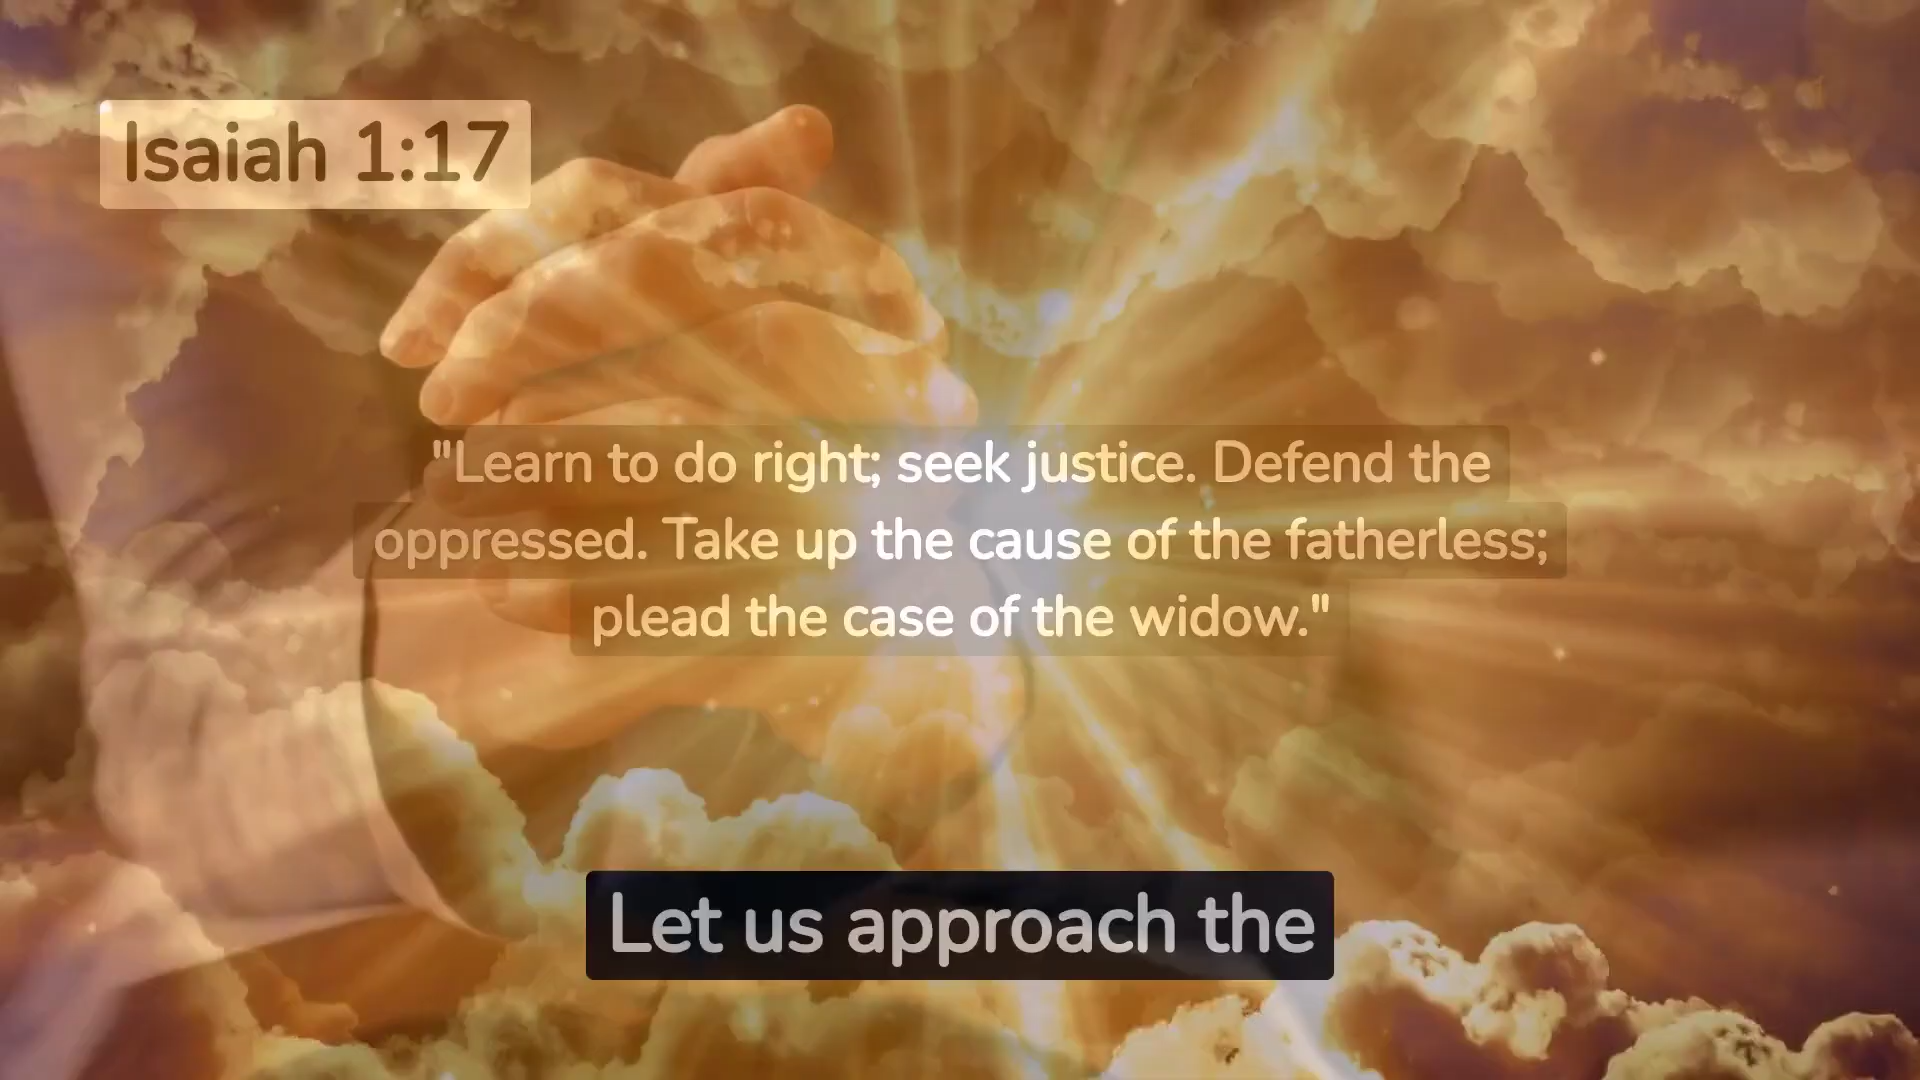 Isaiah 1:17
"Learn to do right; seek justice. Defend the
oppressed. Take up the cause of the fatherless;
plead the case of the widow."
Let us approach the